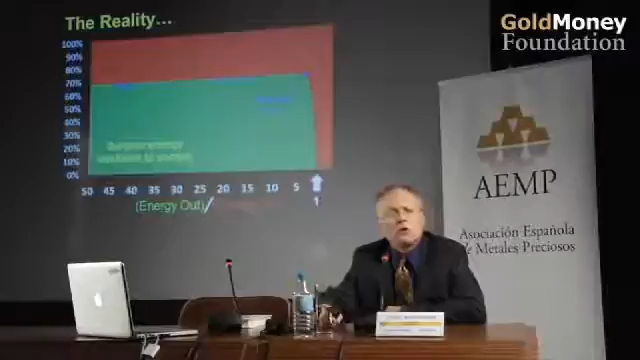 The Reality...
100%
90%
80%
70%
60%
50%
40%
30%
20%
10%
0%
50 45 40 35 30 25 20 15 10 5
1
(Energy Out)/
GoldMoney
Foundation
AEMP
Asociación Española
de Metales Preciosos